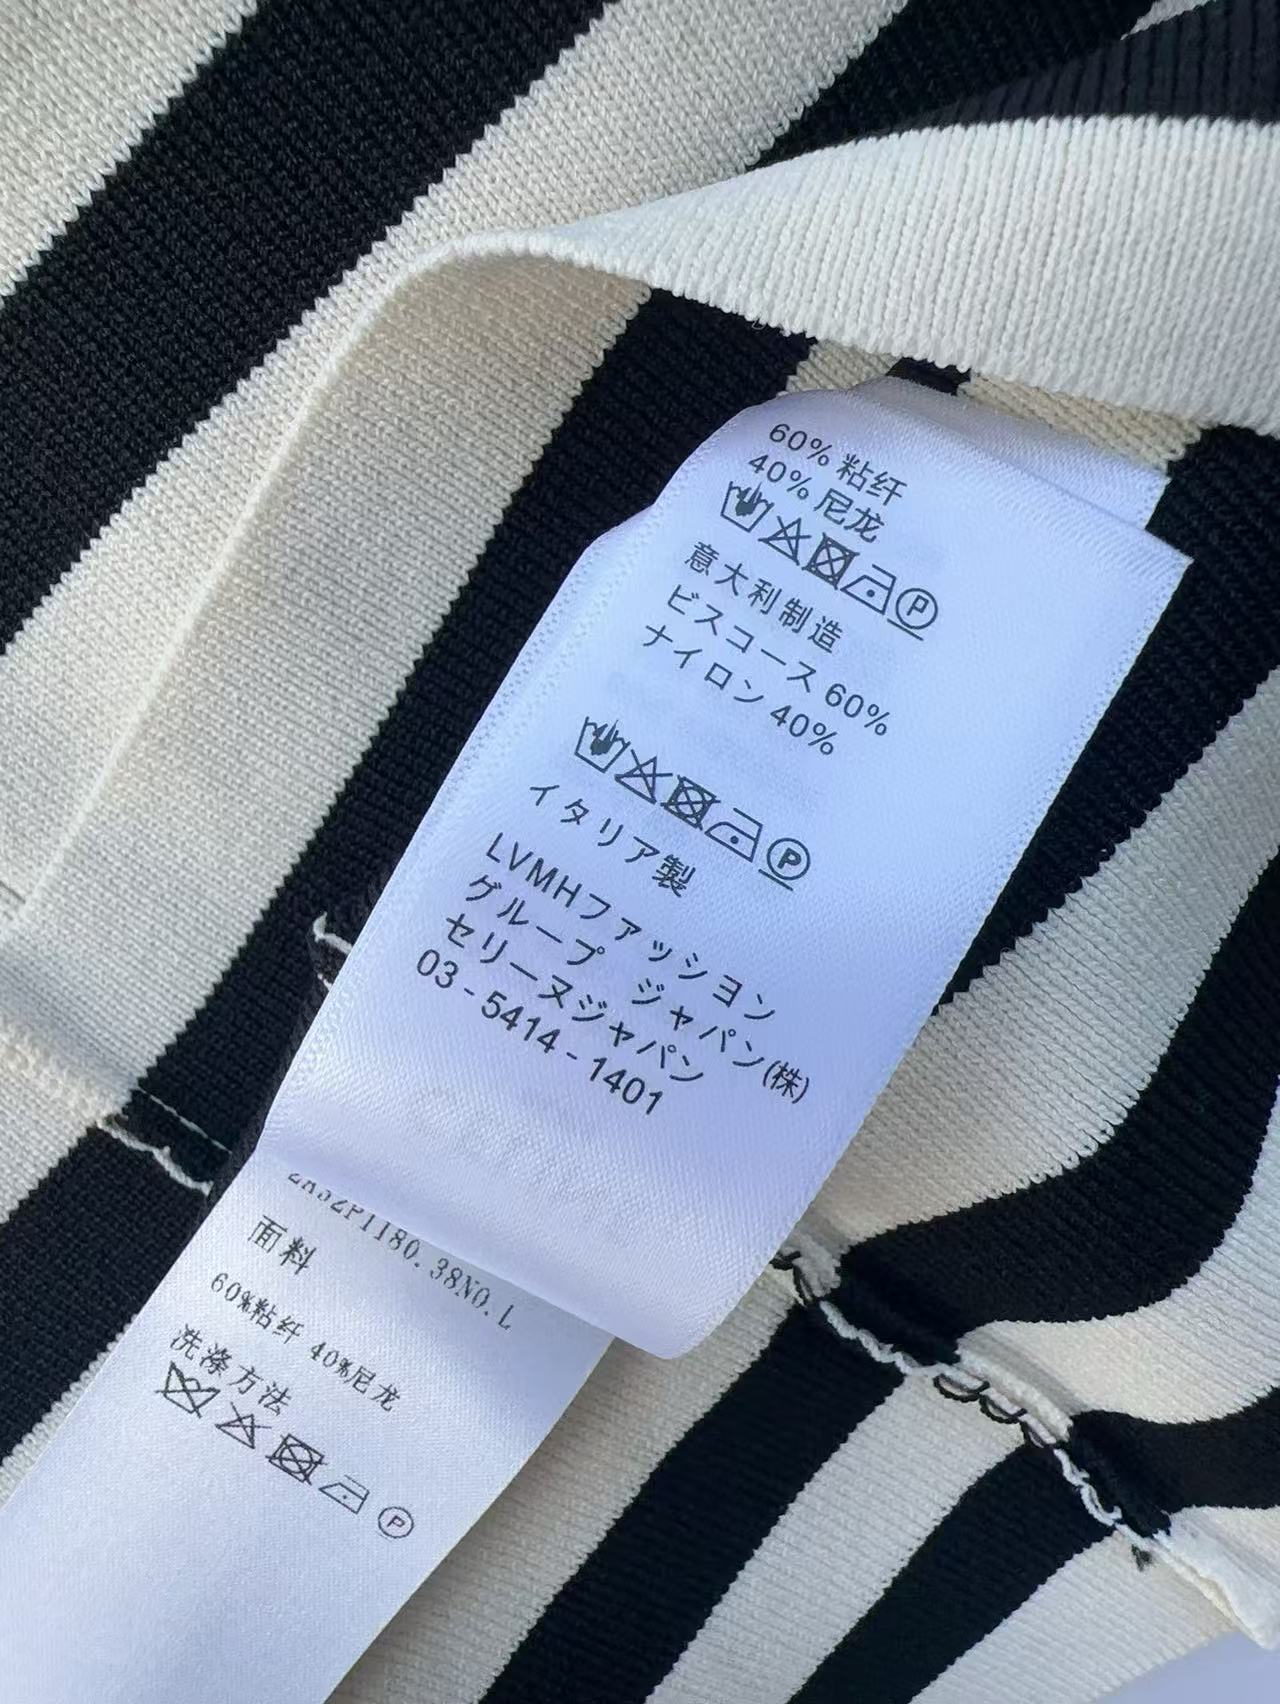 60% 粘纤
40% 尼龙
意大利制造
ビスコース 60%
ナイロン 40%
イタリア製
LVMHファッション
グループ ジャパン(株)
セリーヌジャパン
03-5414-1401
P1180.38NO.L
面料
60%粘纤 40%尼龙
洗涤方法